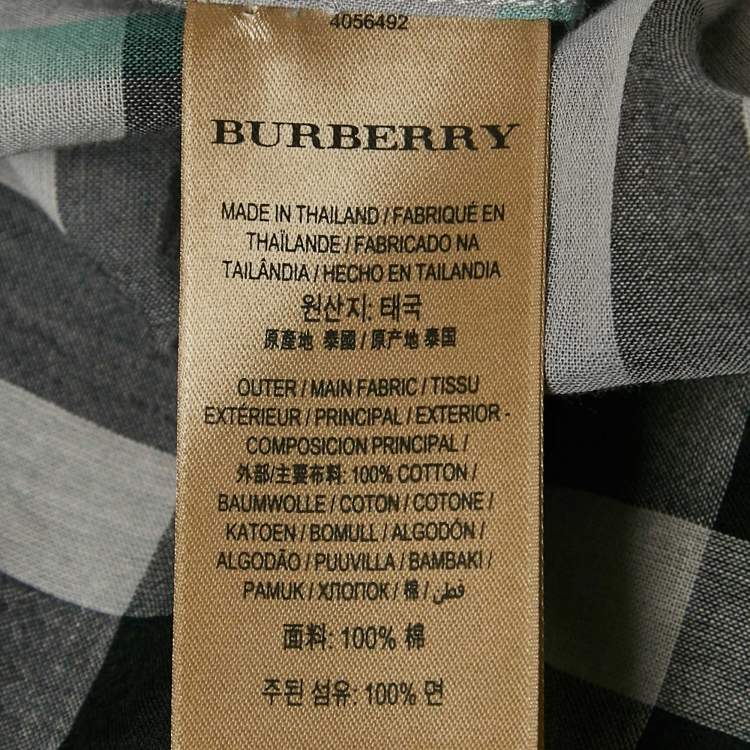 4056492
BURBERRY
MADE IN THAILAND / FABRIQUÉ EN
THAÏLANDE / FABRICADO NA
TAILÂNDIA / HECHO EN TAILANDIA
원산지: 태국
原產地 泰國 / 原产地 泰国
OUTER / MAIN FABRIC / TISSU
EXTÉRIEUR / PRINCIPAL / EXTERIOR -
COMPOSICION PRINCIPAL /
外部/主要布料: 100% COTTON /
BAUMWOLLE / COTON / COTONE /
KATOEN / BOMULL / ALGODÓN /
ALGODÃO / PUUVILLA / BAMBAKI /
PAMUK / ХЛОПОК / 棉 / قطن
面料: 100% 棉
주된 섬유: 100% 면